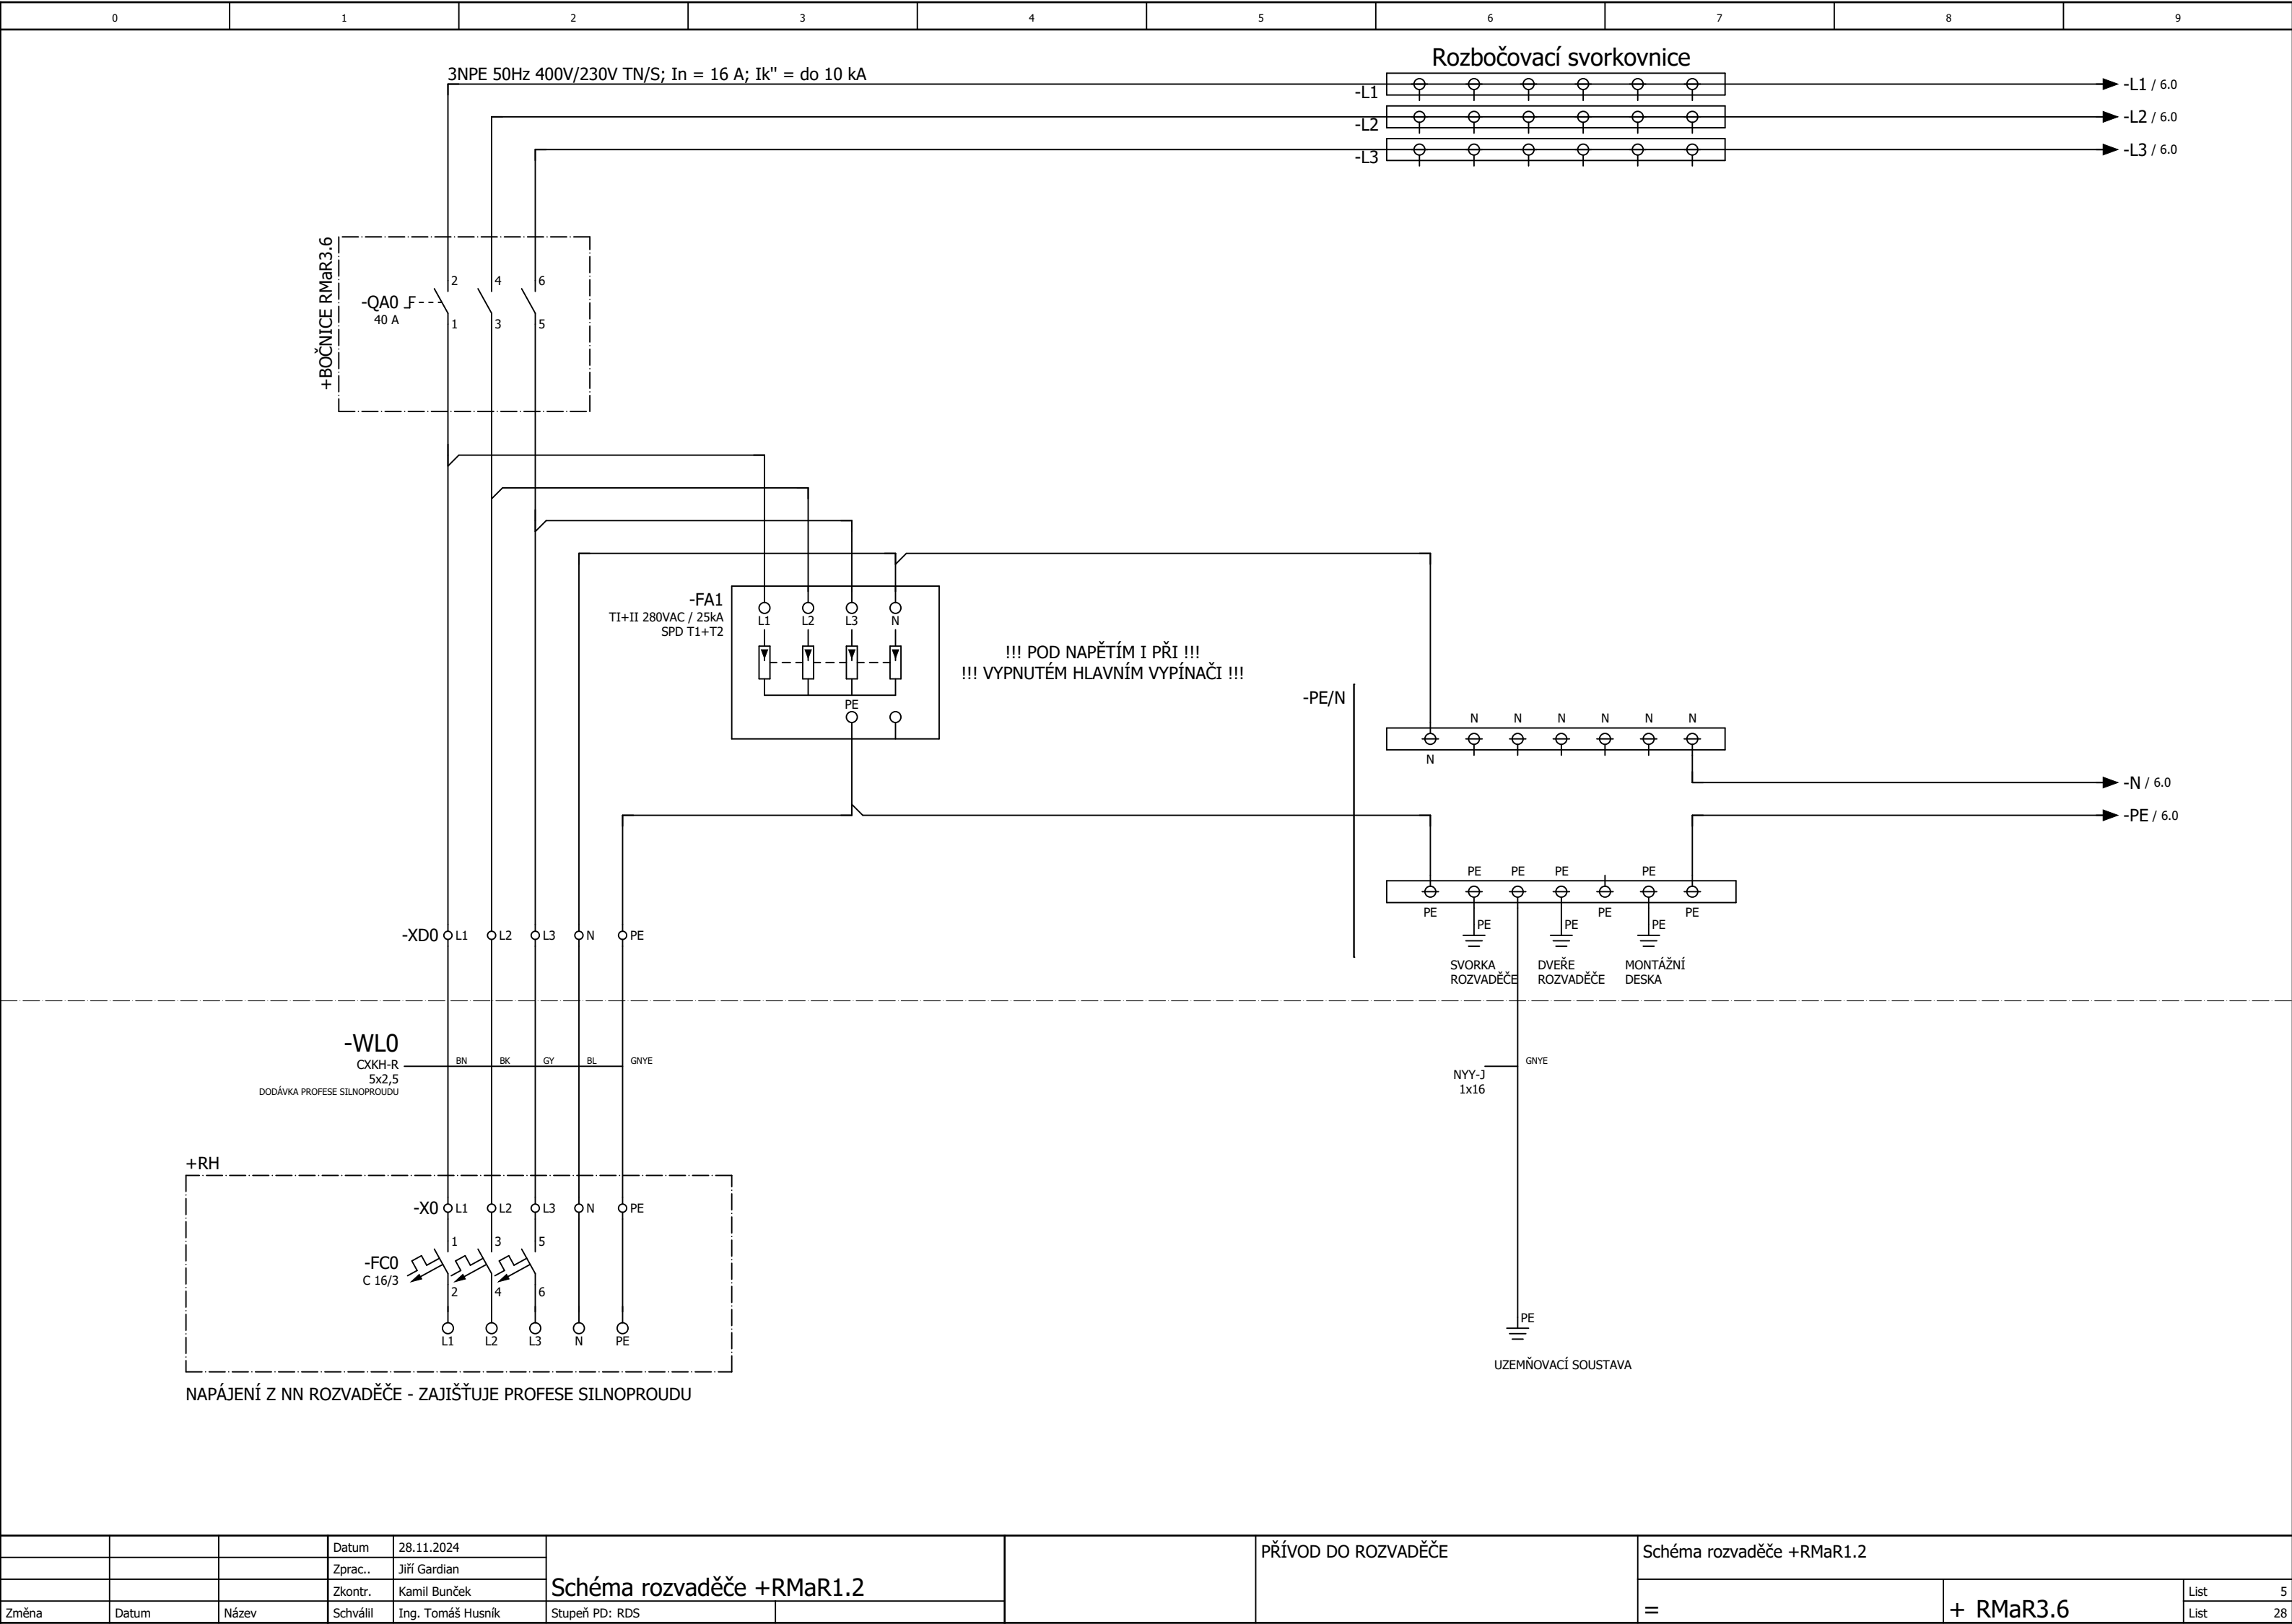 0 1 2 3 4 5 6 7 8 9
Rozbočovací svorkovnice
3NPE 50Hz 400V/230V TN/S; In = 16 A; Ik" = do 10 kA
-L1
-L1 / 6.0
-L2
-L2 / 6.0
-L3
-L3 / 6.0
+BOČNICE RMaR3.6
2 4 6
-QA0
40 A
1 3 5
-FA1
TI+II 280VAC / 25kA
SPD T1+T2
L1 L2 L3 N
PE
!!! POD NAPĚTÍM I PŘI !!!
!!! VYPNUTÉM HLAVNÍM VYPÍNAČI !!!
-PE/N
N N N N N N
N
-N / 6.0
-PE / 6.0
PE PE PE PE
PE PE PE
PE PE PE
SVORKA
ROZVADĚČE
DVEŘE
ROZVADĚČE
MONTÁŽNÍ
DESKA
-XD0 L1 L2 L3 N PE
-WL0
CXKH-R
5x2,5
DODÁVKA PROFESE SILNOPROUDU
BN BK GY BL GNYE
NYY-J
1x16
GNYE
+RH
-X0 L1 L2 L3 N PE
1 3 5
-FC0
C 16/3
2 4 6
L1 L2 L3 N PE
PE
UZEMŇOVACÍ SOUSTAVA
NAPÁJENÍ Z NN ROZVADĚČE - ZAJIŠŤUJE PROFESE SILNOPROUDU
Datum 28.11.2024
Zprac.. Jiří Gardian
Zkontr. Kamil Bunček
Změna Datum Název Schválil Ing. Tomáš Husník
Schéma rozvaděče +RMaR1.2
Stupeň PD: RDS
PŘÍVOD DO ROZVADĚČE
Schéma rozvaděče +RMaR1.2
=
+ RMaR3.6
List 5
List 28